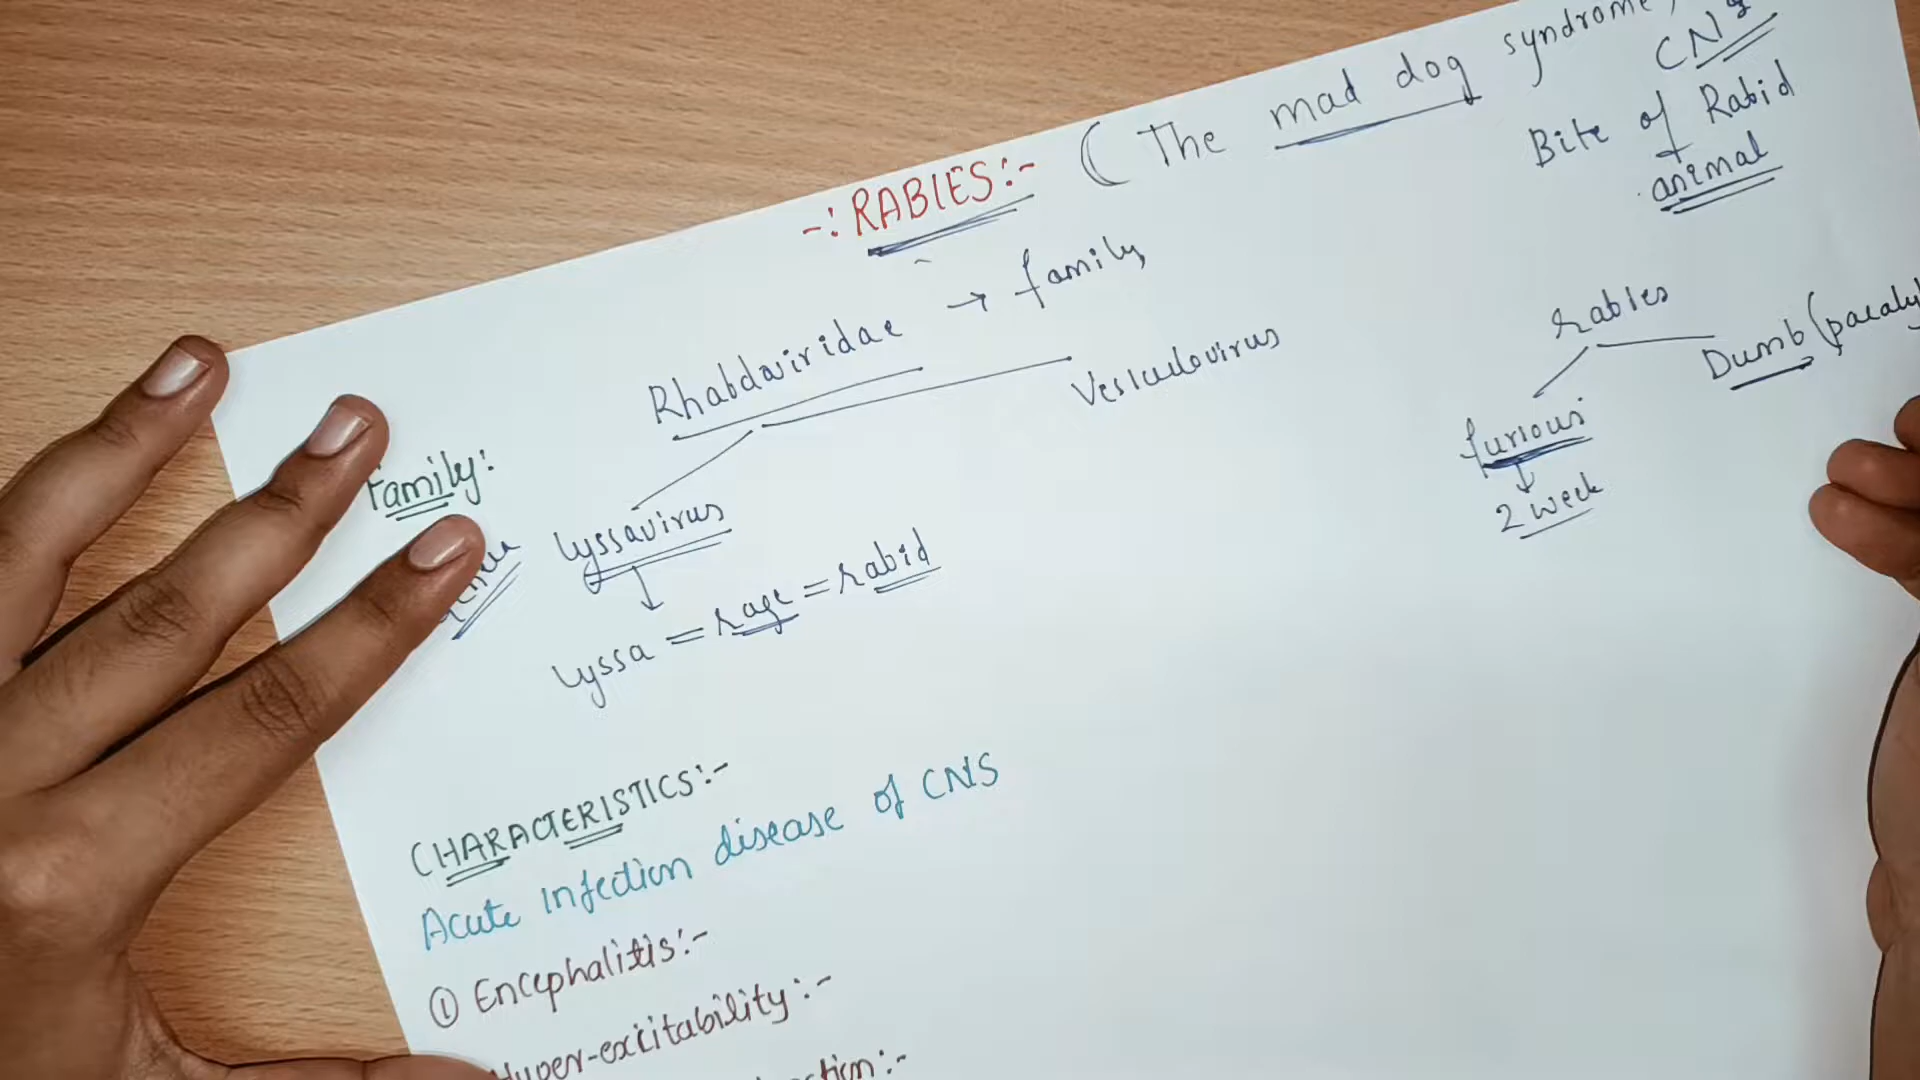 -: RABIES:- (The mad dog syndrome)
CNS
Bite of Rabid
animal
Rhabdoviridae → family
Family:
Lyssavirus
Vesiculovirus
Lyssa = rage = rabid
rabies
furious
Dumb (paraly
2 week
CHARACTERISTICS:-
Acute infection disease of CNS
① Encephalitis:-
Hyper-excitability:-